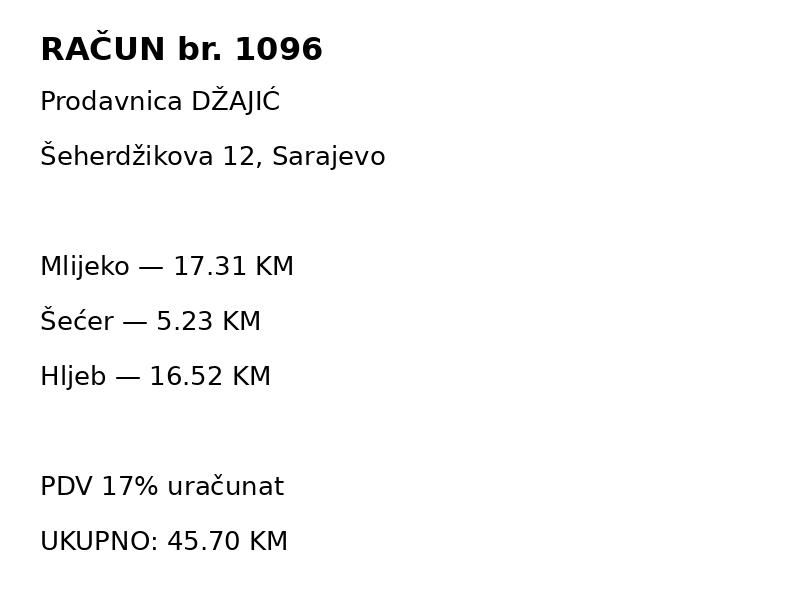 RAČUN br. 1096
Prodavnica DŽAJIĆ
Šeherdžikova 12, Sarajevo
Mlijeko — 17.31 KM
Šećer — 5.23 KM
Hljeb — 16.52 KM
PDV 17% uračunat
UKUPNO: 45.70 KM